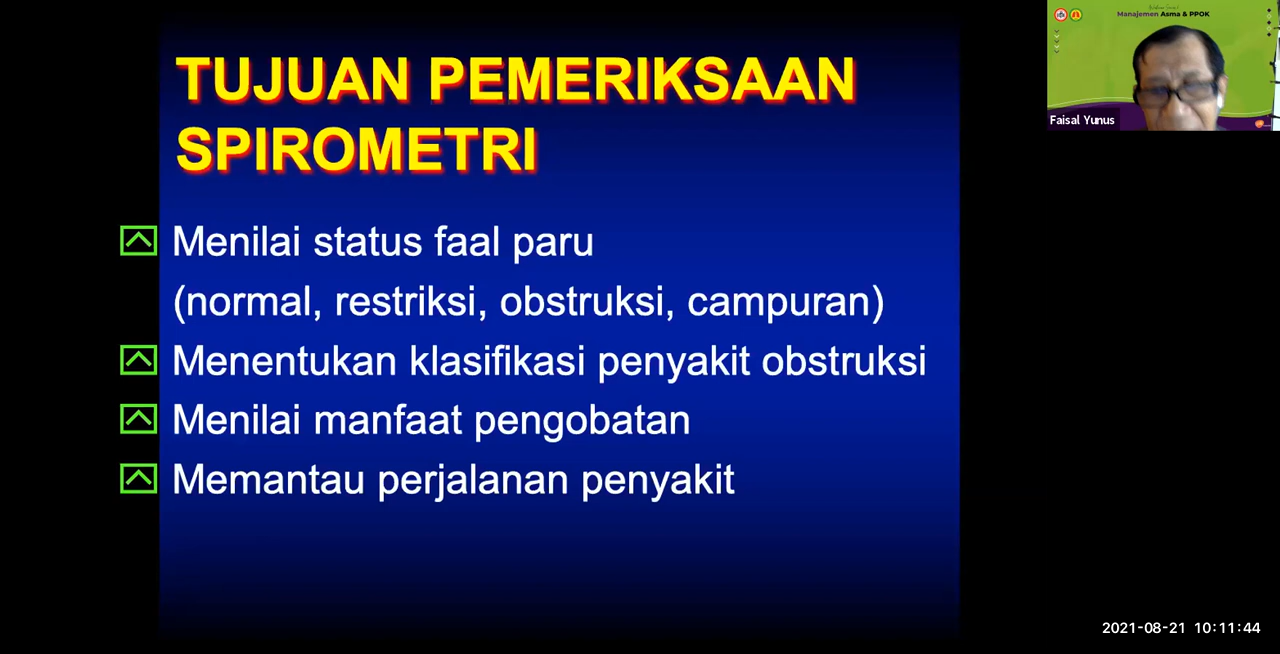 Manajemen Asma & PPOK
Faisal Yunus
TUJUAN PEMERIKSAAN
SPIROMETRI
Menilai status faal paru
(normal, restriksi, obstruksi, campuran)
Menentukan klasifikasi penyakit obstruksi
Menilai manfaat pengobatan
Memantau perjalanan penyakit
2021-08-21 10:11:44